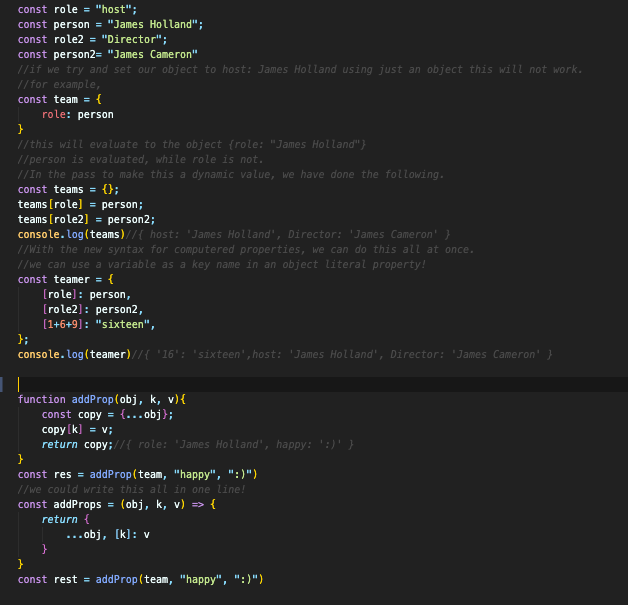 const role = "host";
const person = "James Holland";
const role2 = "Director";
const person2= "James Cameron"
//if we try and set our object to host: James Holland using just an object this will not work.
//for example,
const team = {
    role: person
}
//this will evaluate to the object {role: "James Holland"}
//person is evaluated, while role is not.
//In the pass to make this a dynamic value, we have done the following.
const teams = {};
teams[role] = person;
teams[role2] = person2;
console.log(teams)//{ host: 'James Holland', Director: 'James Cameron' }
//With the new syntax for computered properties, we can do this all at once.
//we can use a variable as a key name in an object literal property!
const teamer = {
    [role]: person,
    [role2]: person2,
    [1+6+9]: "sixteen",
};
console.log(teamer)//{ '16': 'sixteen',host: 'James Holland', Director: 'James Cameron' }
function addProp(obj, k, v){
    const copy = {...obj};
    copy[k] = v;
    return copy;//{ role: 'James Holland', happy: ':)' }
}
const res = addProp(team, "happy", ":)")
//we could write this all in one line!
const addProps = (obj, k, v) => {
    return {
        ...obj, [k]: v
    }
}
const rest = addProp(team, "happy", ":)")